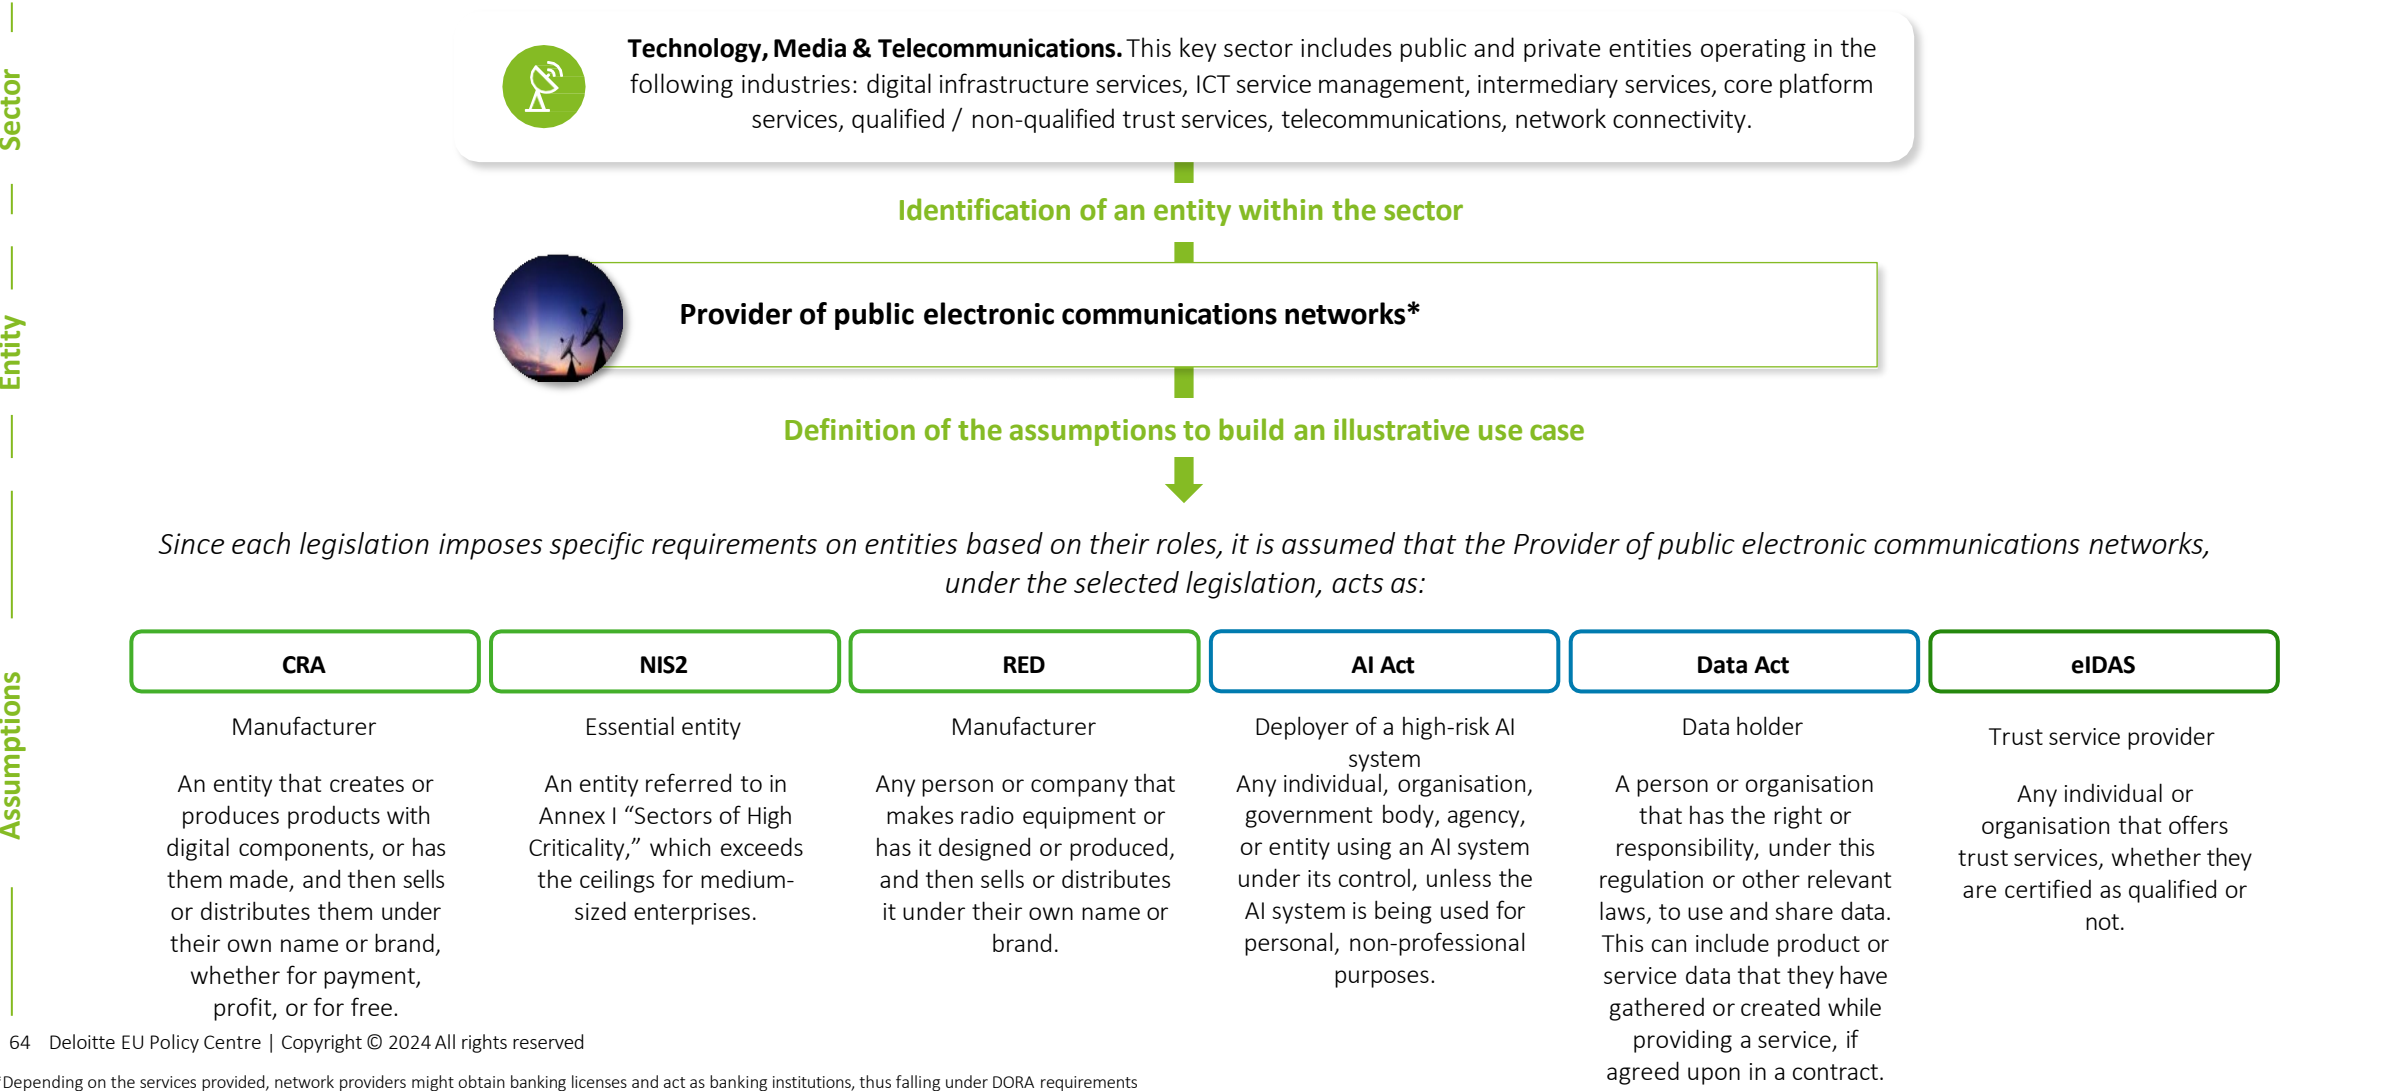 Sector
Technology, Media & Telecommunications. This key sector includes public and private entities operating in the
following industries: digital infrastructure services, ICT service management, intermediary services, core platform
services, qualified / non-qualified trust services, telecommunications, network connectivity.
Identification of an entity within the sector
Entity
Provider of public electronic communications networks*
Definition of the assumptions to build an illustrative use case
Assumptions
Since each legislation imposes specific requirements on entities based on their roles, it is assumed that the Provider of public electronic communications networks,
under the selected legislation, acts as:
CRA
Manufacturer
An entity that creates or
produces products with
digital components, or has
them made, and then sells
or distributes them under
their own name or brand,
whether for payment,
profit, or for free.
NIS2
Essential entity
An entity referred to in
Annex I “Sectors of High
Criticality,” which exceeds
the ceilings for medium-
sized enterprises.
RED
Manufacturer
Any person or company that
makes radio equipment or
has it designed or produced,
and then sells or distributes
it under their own name or
brand.
AI Act
Deployer of a high-risk AI
system
Any individual, organisation,
government body, agency,
or entity using an AI system
under its control, unless the
AI system is being used for
personal, non-professional
purposes.
Data Act
Data holder
A person or organisation
that has the right or
responsibility, under this
regulation or other relevant
laws, to use and share data.
This can include product or
service data that they have
gathered or created while
providing a service, if
agreed upon in a contract.
eIDAS
Trust service provider
Any individual or
organisation that offers
trust services, whether they
are certified as qualified or
not.
64 Deloitte EU Policy Centre | Copyright © 2024 All rights reserved
*Depending on the services provided, network providers might obtain banking licenses and act as banking institutions, thus falling under DORA requirements